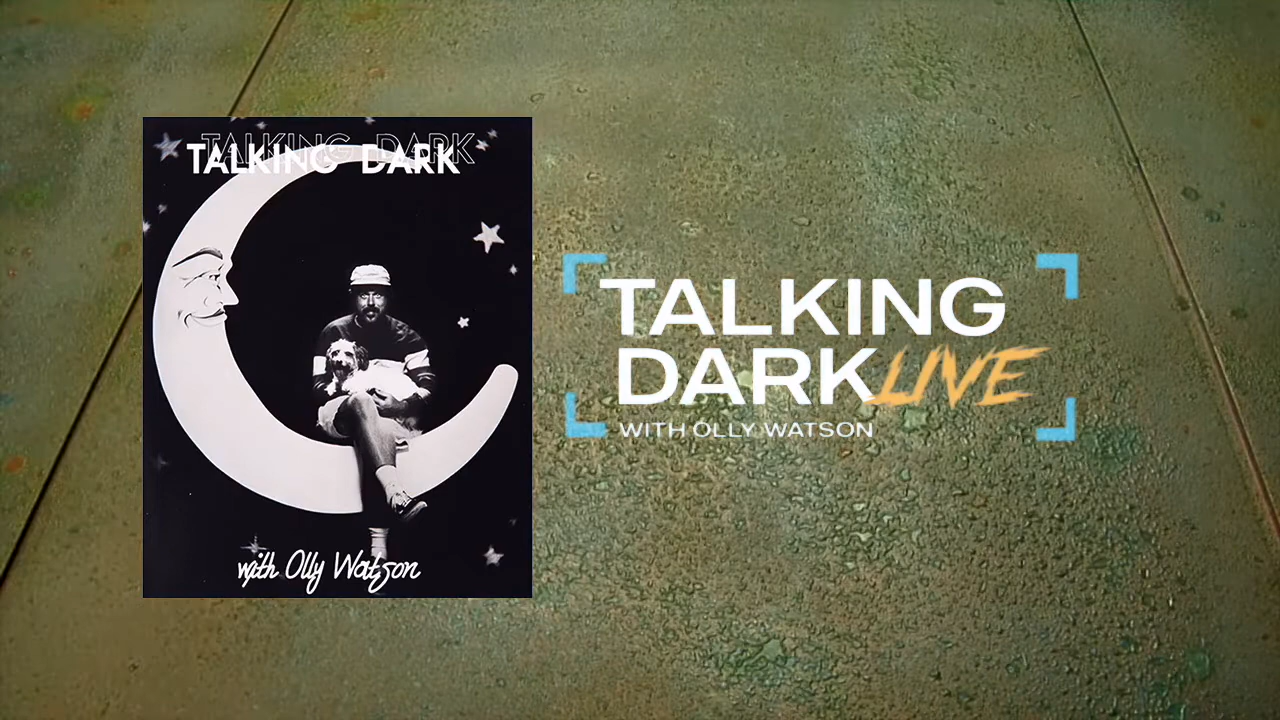 TALKING DARK
with Olly Watson
TALKING
DARK LIVE
WITH OLLY WATSON